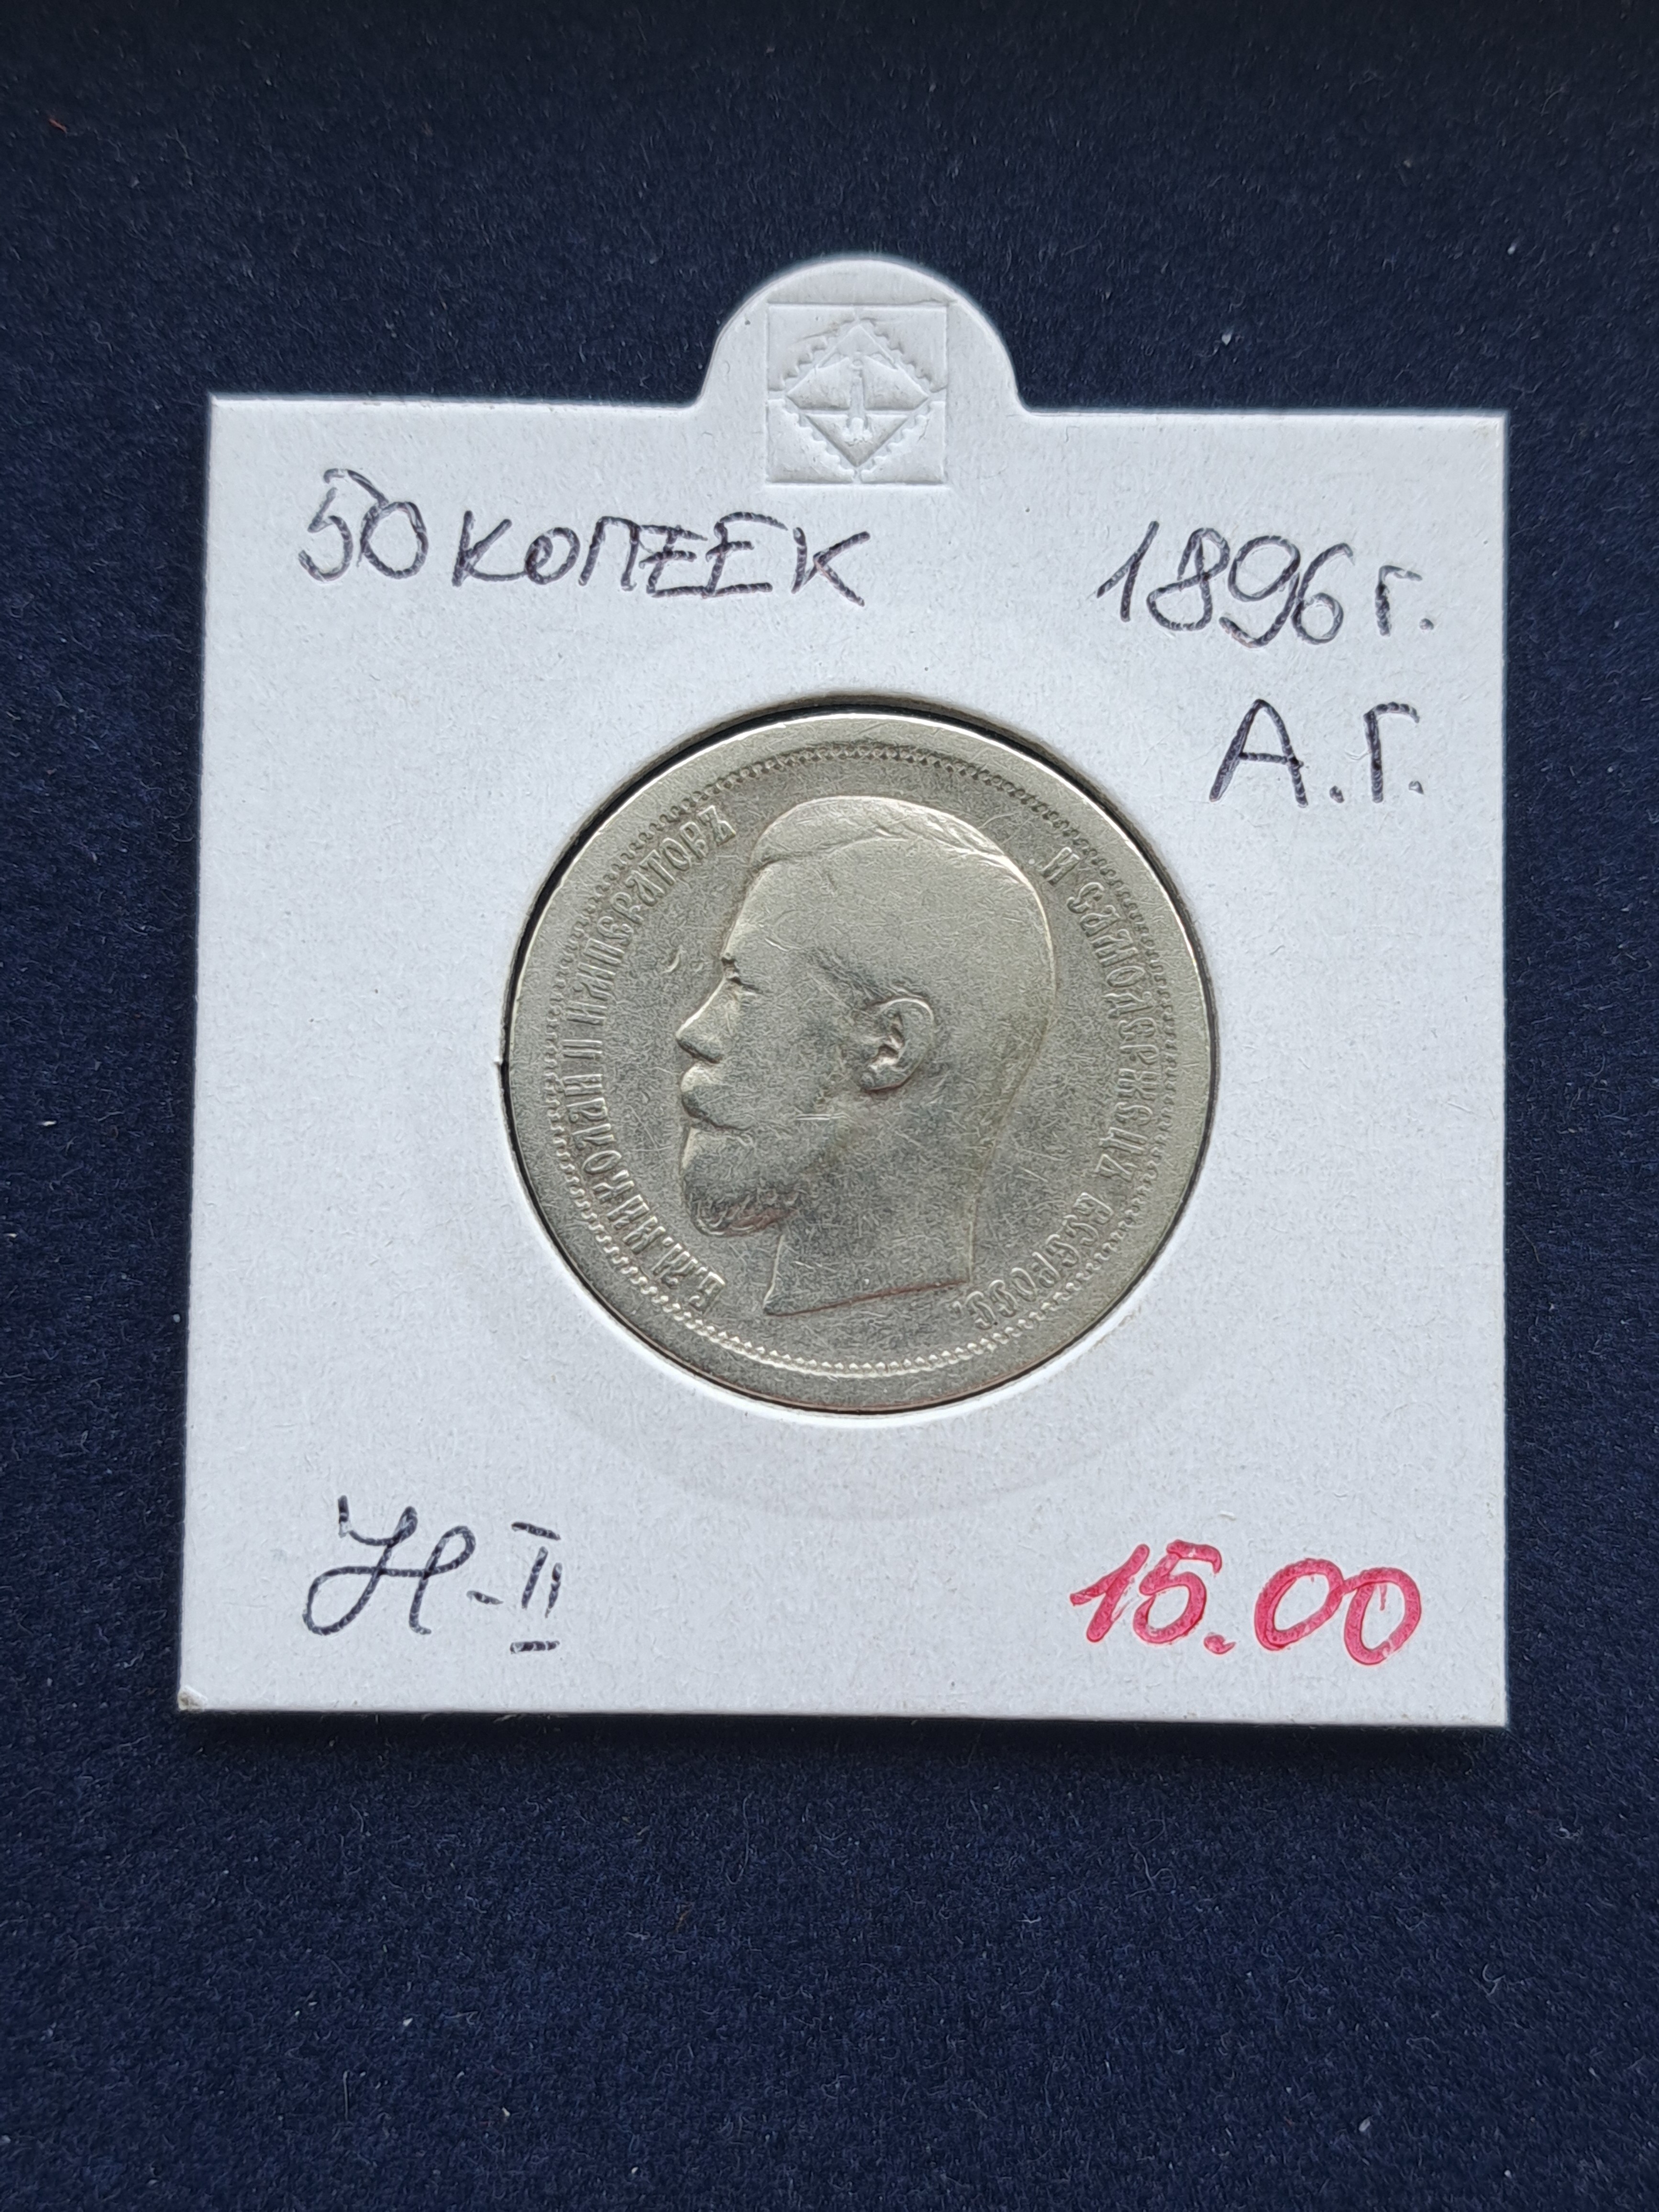 50 КОПЕЕК 1896 г.
А.Г.
Б.М. НИКОЛАЙ II ИМПЕРАТОРЪ И САМОДЕРЖЕЦЪ ВСЕРОСС.
Н-II
15.00